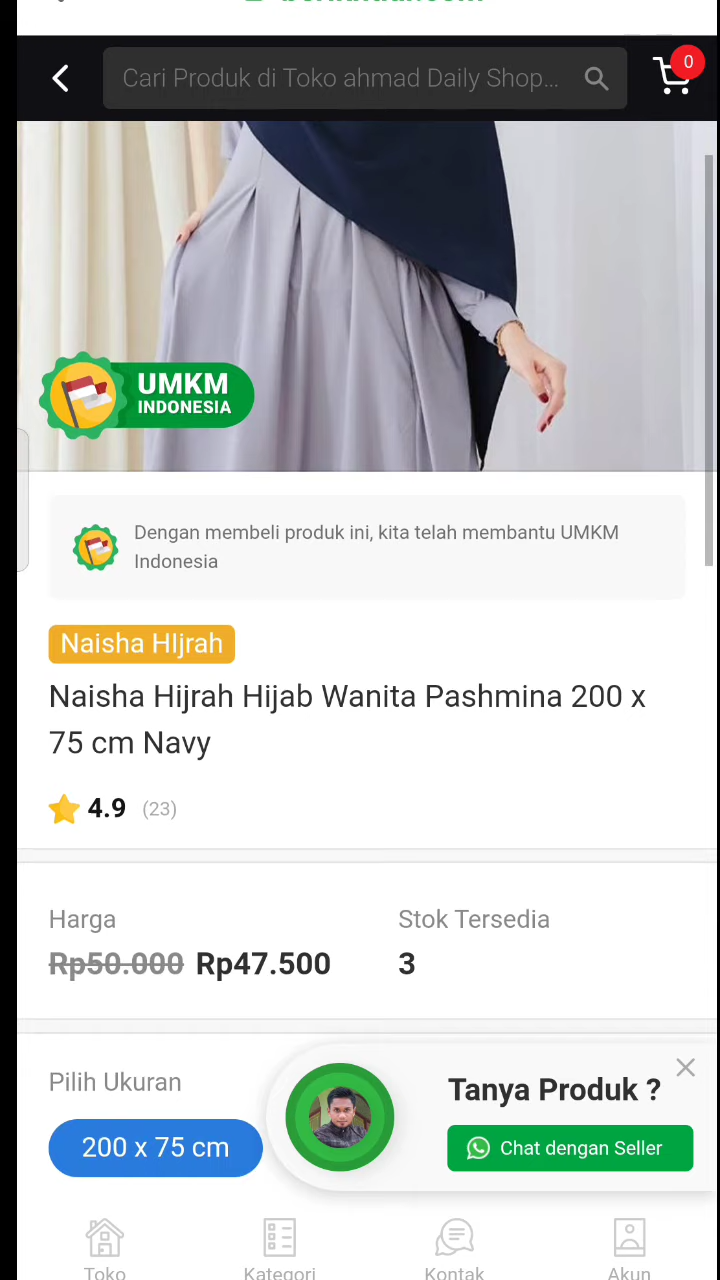 Cari Produk di Toko ahmad Daily Shop...
0
UMKM
INDONESIA
Dengan membeli produk ini, kita telah membantu UMKM
Indonesia
Naisha HIjrah
Naisha Hijrah Hijab Wanita Pashmina 200 x
75 cm Navy
4.9 (23)
Harga
Stok Tersedia
Rp50.000 Rp47.500
3
Pilih Ukuran
200 x 75 cm
Tanya Produk ?
Chat dengan Seller
Toko
Kategori
Kontak
Akun